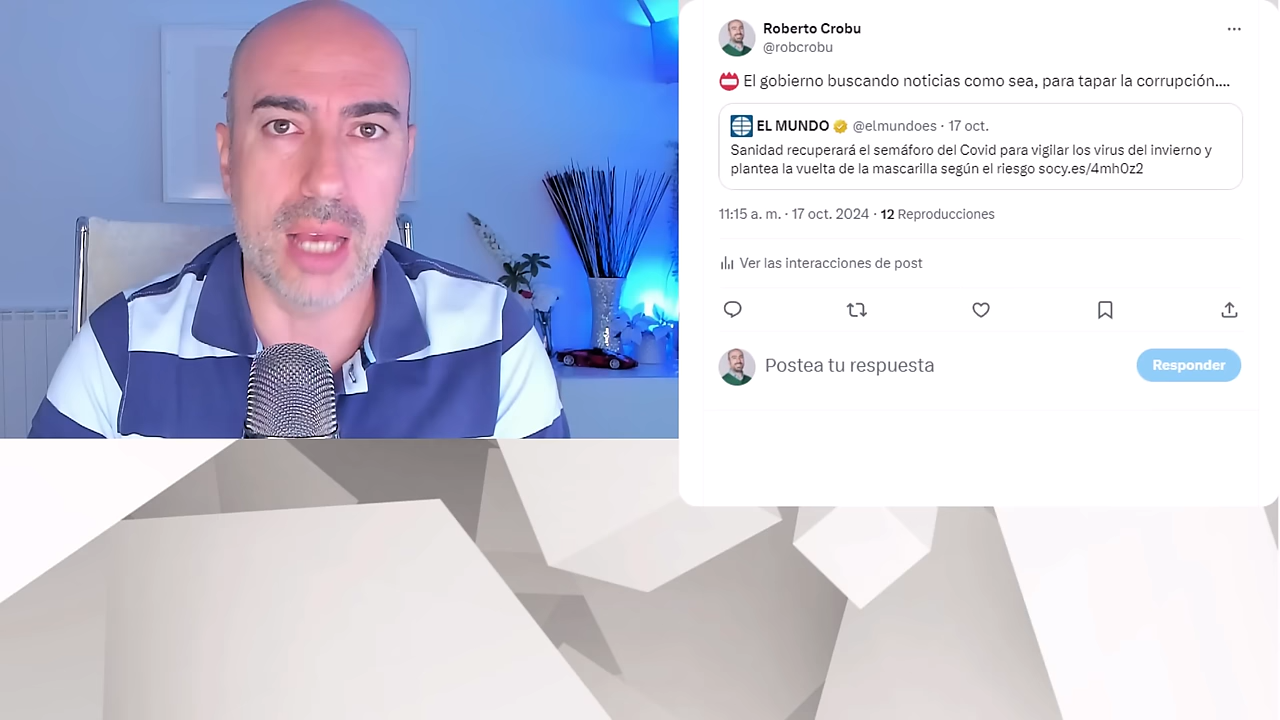 Roberto Crobu
@robcrobu
El gobierno buscando noticias como sea, para tapar la corrupción....
EL MUNDO @elmundoes · 17 oct.
Sanidad recuperará el semáforo del Covid para vigilar los virus del invierno y
plantea la vuelta de la mascarilla según el riesgo socy.es/4mh0z2
11:15 a. m. · 17 oct. 2024 · 12 Reproducciones
Ver las interacciones de post
Postea tu respuesta
Responder